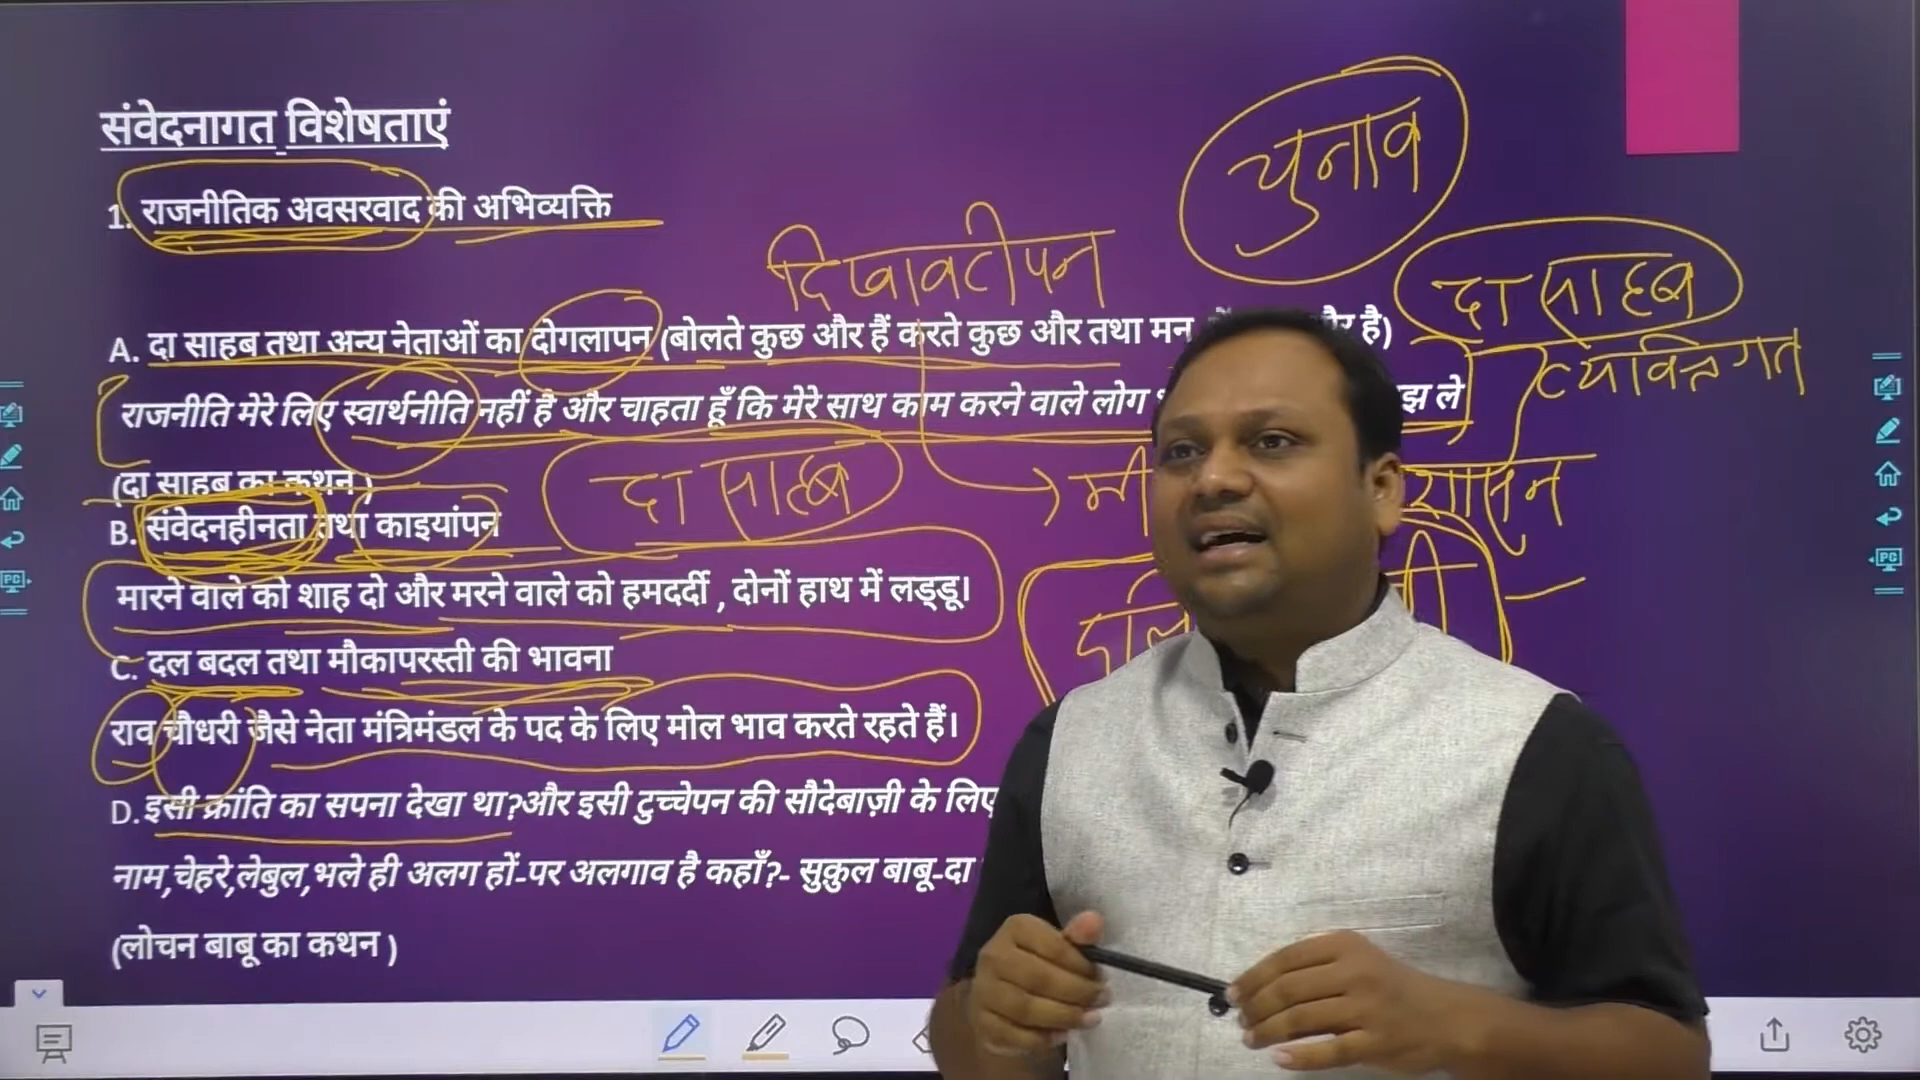 संवेदनागत विशेषताएं
चुनाव
1. राजनीतिक अवसरवाद की अभिव्यक्ति
दिखावटीपन
दा साहब
A. दा साहब तथा अन्य नेताओं का दोगलापन (बोलते कुछ और हैं करते कुछ और तथा मन और है)
व्यक्तिगत
राजनीति मेरे लिए स्वार्थनीति नहीं है और चाहता हूँ कि मेरे साथ काम करने वाले लोग झ ले
(दा साहब का कथन )
दा साहब
B. संवेदनहीनता तथा काइयांपन
मारने वाले को शाह दो और मरने वाले को हमदर्दी , दोनों हाथ में लड्डू।
C. दल बदल तथा मौकापरस्ती की भावना
राव चौधरी जैसे नेता मंत्रिमंडल के पद के लिए मोल भाव करते रहते हैं।
D. इसी क्रांति का सपना देखा था?और इसी टुच्चेपन की सौदेबाज़ी के लिए
नाम,चेहरे,लेबुल,भले ही अलग हों-पर अलगाव है कहाँ?- सुकुल बाबू-दा
(लोचन बाबू का कथन )